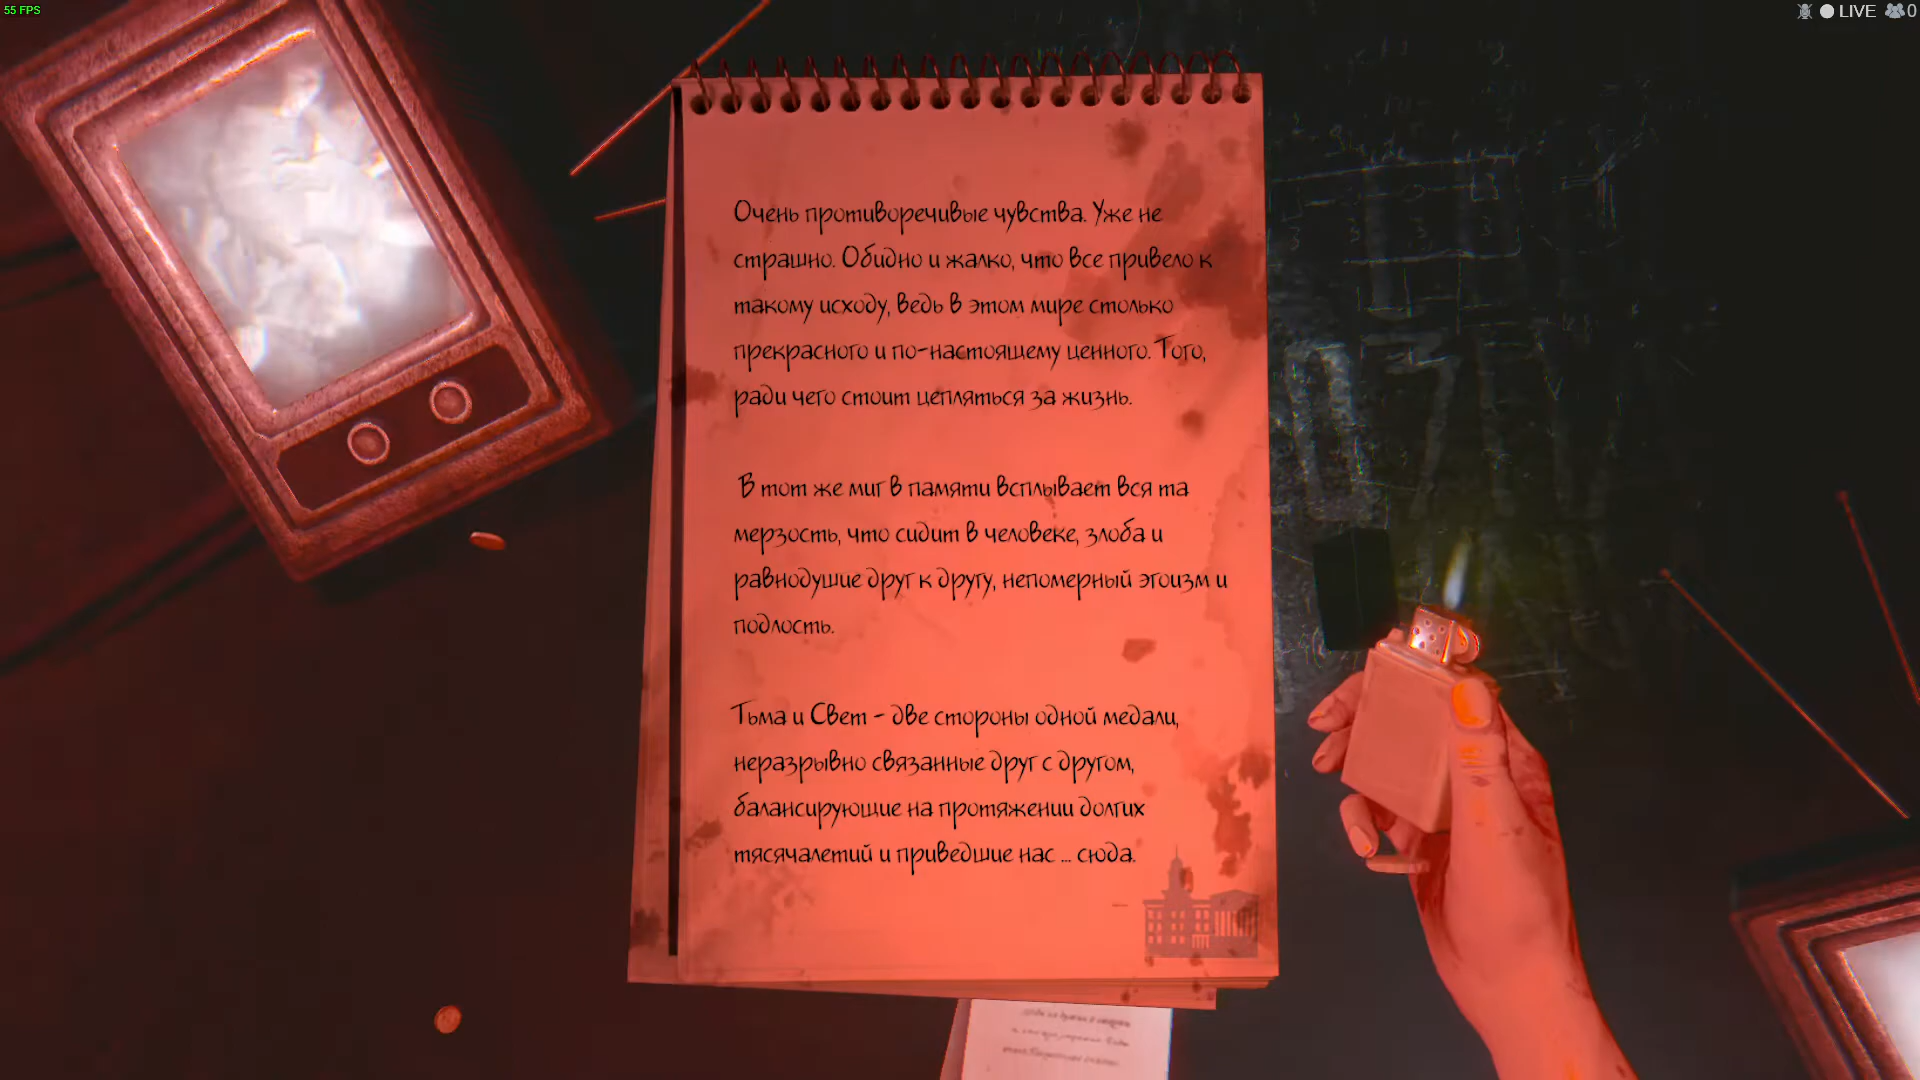 55 FPS
LIVE 0
Очень противоречивые чувства. Уже не
страшно. Обидно и жалко, что все привело к
такому исходу, ведь в этом мире столько
прекрасного и по-настоящему ценного. Того,
ради чего стоит цепляться за жизнь.
В тот же миг в памяти всплывает вся та
мерзость, что сидит в человеке, злоба и
равнодушие друг к другу, непомерный эгоизм и
подлость.
Тьма и Свет - две стороны одной медали,
неразрывно связанные друг с другом,
балансирующие на протяжении долгих
тясячалетий и приведшие нас ... сюда.